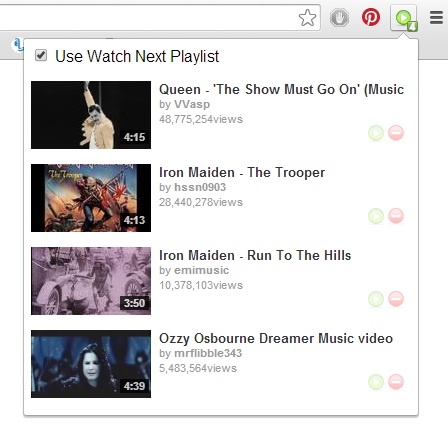 4
Use Watch Next Playlist
Queen - 'The Show Must Go On' (Music
by VVasp
48,775,254views
4:15
Iron Maiden - The Trooper
by hssn0903
28,440,278views
4:13
Iron Maiden - Run To The Hills
by emimusic
10,378,103views
3:50
Ozzy Osbourne Dreamer Music video
by mrflibble343
5,483,564views
4:39